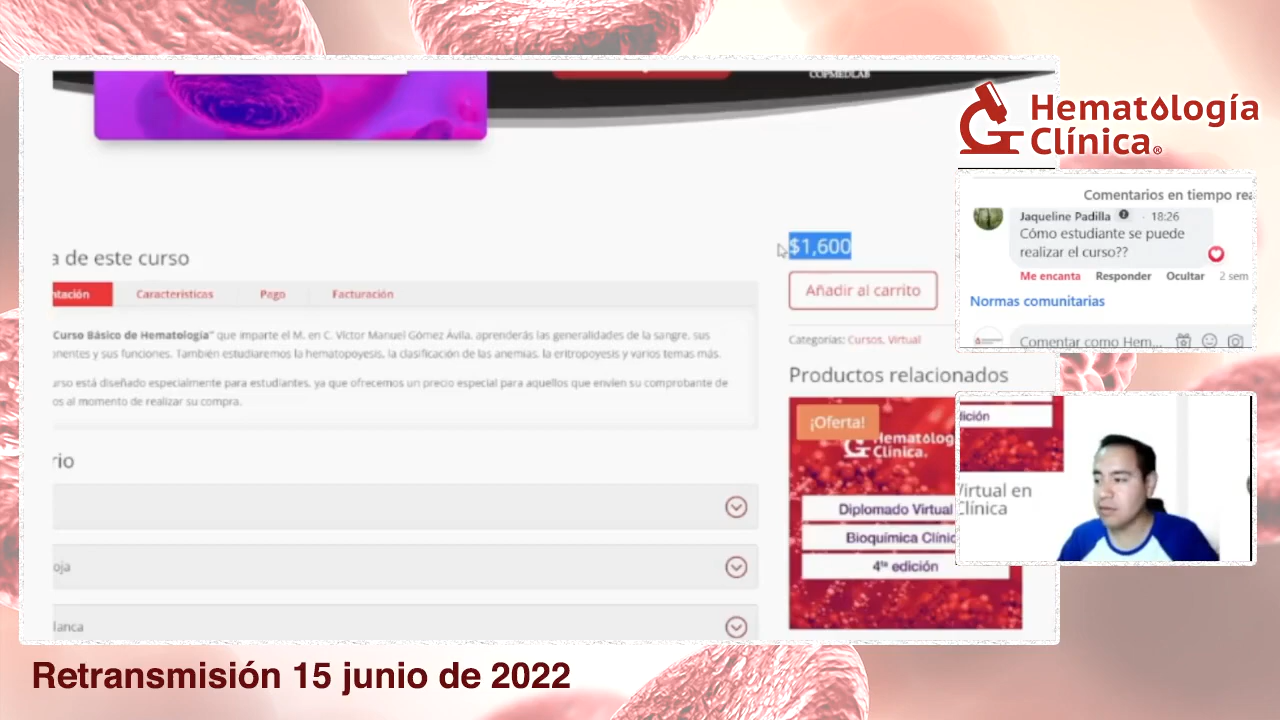 COPMEDLAB
Hematología
Clínica®
a de este curso
ntación
Características
Pago
Facturación
Curso Básico de Hematología" que imparte el M. en C. Víctor Manuel Gómez Ávila, aprenderás las generalidades de la sangre, sus
nentes y sus funciones. También estudiaremos la hematopoyesis, la clasificación de las anemias, la eritropoyesis y varios temas más.
urso está diseñado especialmente para estudiantes, ya que ofrecemos un precio especial para aquellos que envíen su comprobante de
os al momento de realizar su compra.
rio
oja
lanca
$1,600
Añadir al carrito
Categorías: Cursos, Virtual
Productos relacionados
¡Oferta!
Hematolog
Clínica.
Diplomado Virtual
Bioquímica Clínic
4ta edición
Comentarios en tiempo rea
Jaqueline Padilla · 18:26
Cómo estudiante se puede
realizar el curso??
Me encanta Responder Ocultar 2 sem
Normas comunitarias
Comentar como Hem...
dición
Virtual en
Clínica
Retransmisión 15 junio de 2022